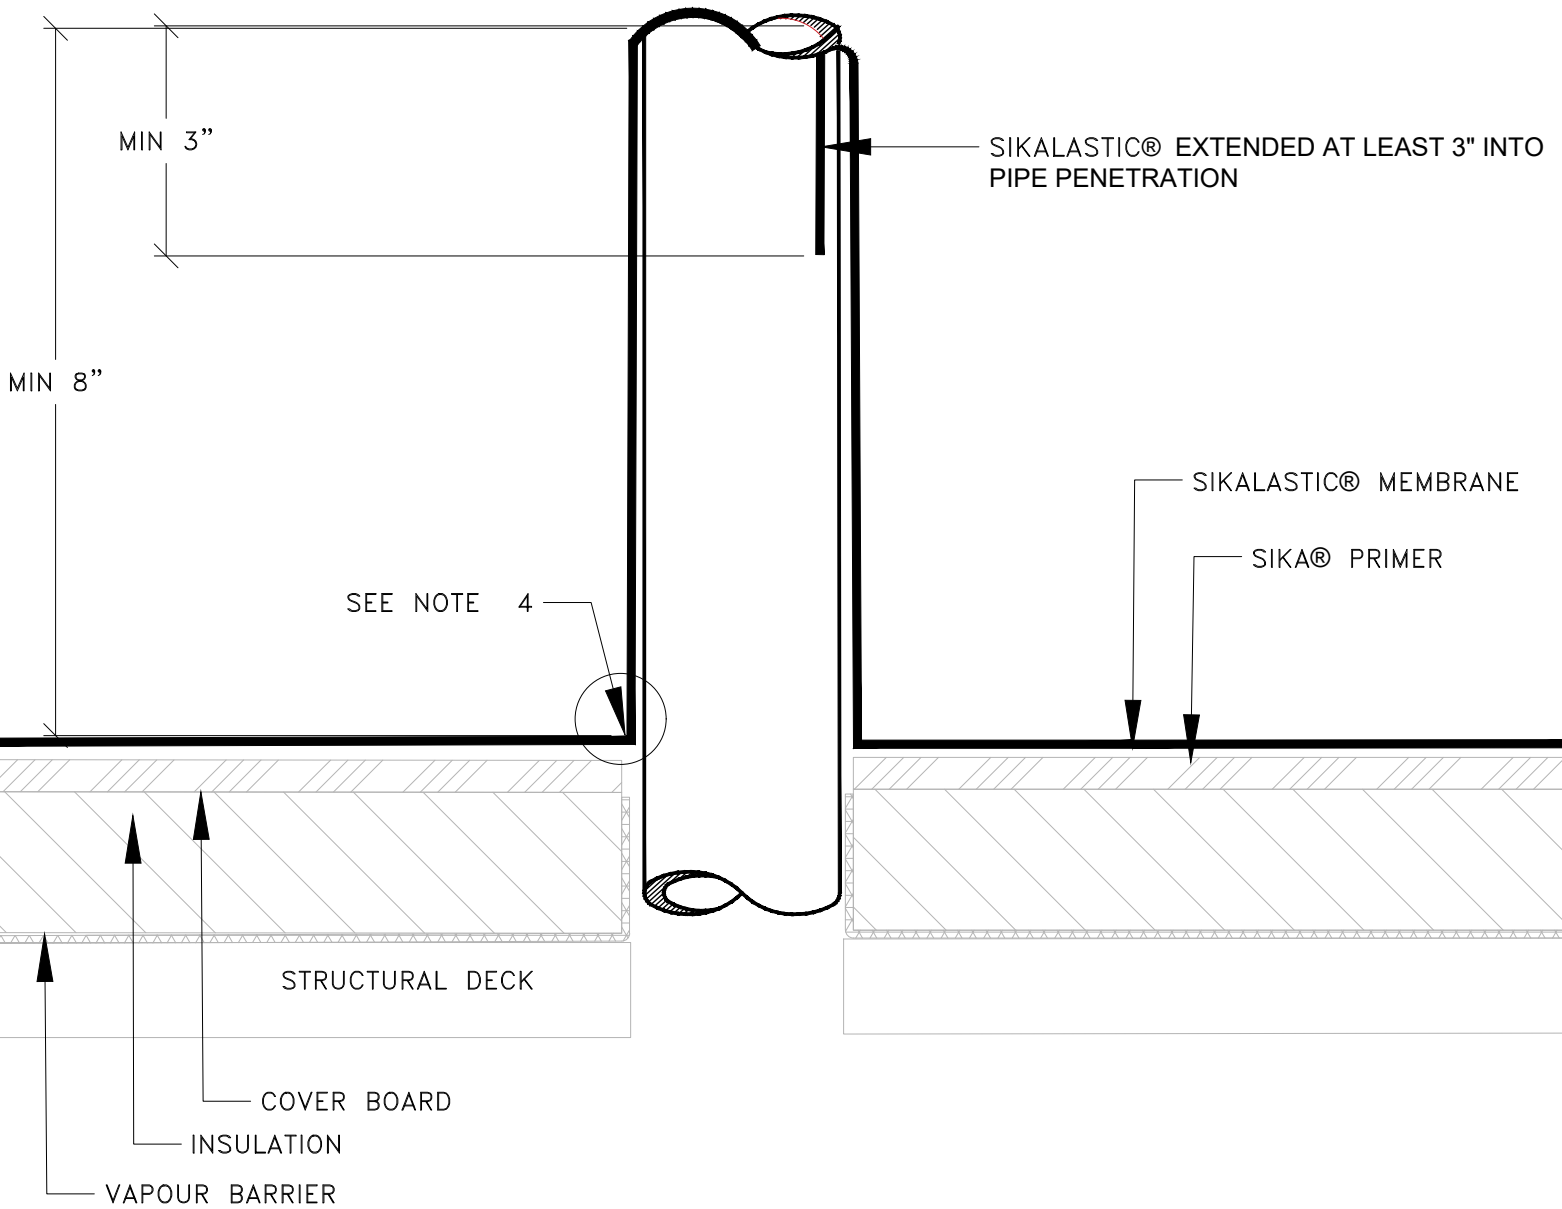 MIN 3”
SIKALASTIC® EXTENDED AT LEAST 3" INTO
PIPE PENETRATION
MIN 8”
SIKALASTIC® MEMBRANE
SIKA® PRIMER
SEE NOTE 4
STRUCTURAL DECK
COVER BOARD
INSULATION
VAPOUR BARRIER